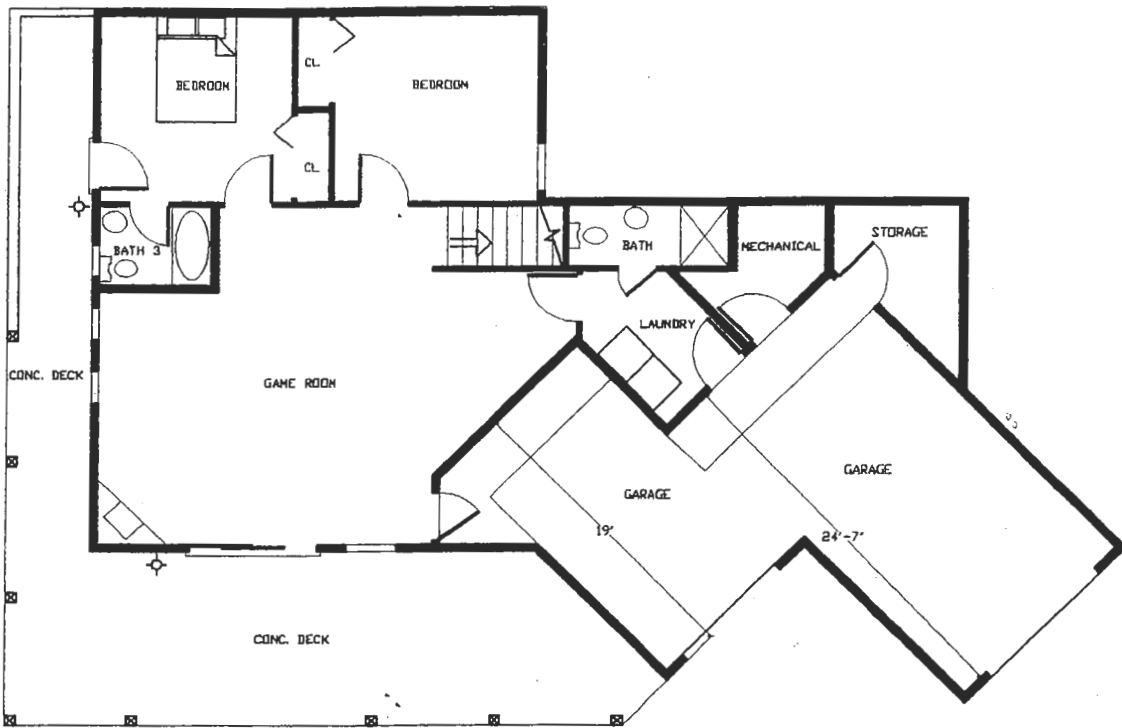 BEDROOM
CL.
BEDROOM
CL.
BATH 3
BATH
MECHANICAL
STORAGE
LAUNDRY
CONC. DECK
GAME ROOM
GARAGE
GARAGE
19'
24'-7'
CONC. DECK